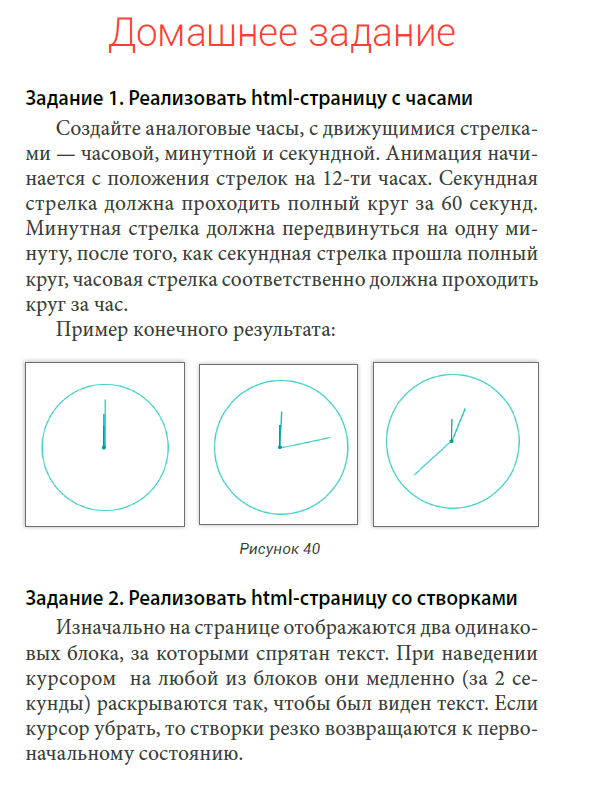 Домашнее задание
Задание 1. Реализовать html-страницу с часами
Создайте аналоговые часы, с движущимися стрелка-
ми — часовой, минутной и секундной. Анимация начи-
нается с положения стрелок на 12-ти часах. Секундная
стрелка должна проходить полный круг за 60 секунд.
Минутная стрелка должна передвинуться на одну ми-
нуту, после того, как секундная стрелка прошла полный
круг, часовая стрелка соответственно должна проходить
круг за час.
Пример конечного результата:
Рисунок 40
Задание 2. Реализовать html-страницу со створками
Изначально на странице отображаются два одинако-
вых блока, за которыми спрятан текст. При наведении
курсором на любой из блоков они медленно (за 2 се-
кунды) раскрываются так, чтобы был виден текст. Если
курсор убрать, то створки резко возвращаются к перво-
начальному состоянию.